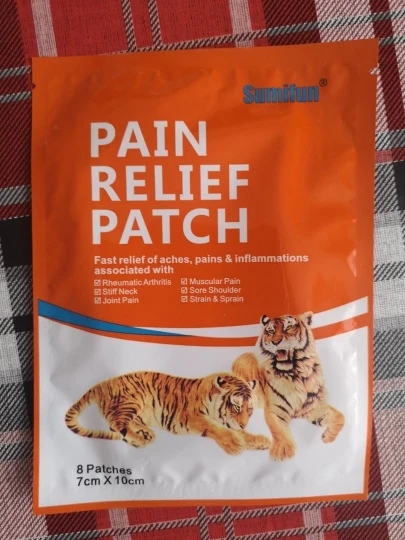 Sumifun®
PAIN
RELIEF
PATCH
Fast relief of aches, pains & inflammations
associated with
☑ Rheumatic Arthritis ☑ Muscular Pain
☑ Stiff Neck ☑ Sore Shoulder
☑ Joint Pain ☑ Strain & Sprain
8 Patches
7cm X 10cm